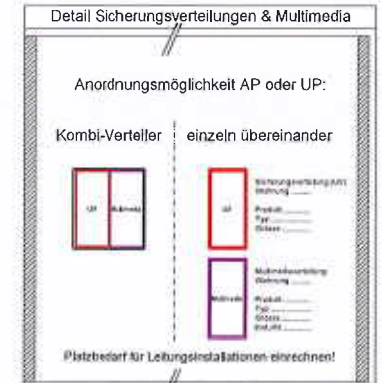 Detail Sicherungsverteilungen & Multimedia
Anordnungsmöglichkeit AP oder UP:
Kombi-Verteiler einzeln übereinander
UP Multimedia
UP
Sicherungsverteilung (UV)
Wohnung ..........
Produkt ..........
Typ ..........
Grösse ..........
Multimedia
Multimediaverteilung
Wohnung ..........
Produkt ..........
Typ ..........
Grösse ..........
Platzbedarf für Leitungsinstallationen einrechnen!